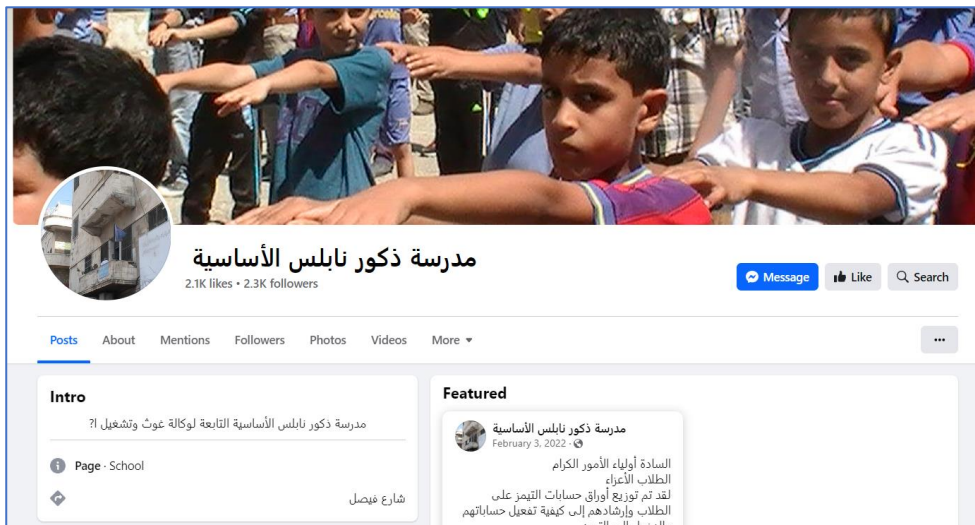 مدرسة ذكور نابلس الأساسية
2.1K likes • 2.3K followers
Message
Like
Search
Posts
About
Mentions
Followers
Photos
Videos
More
Intro
مدرسة ذكور نابلس الأساسية التابعة لوكالة غوث وتشغيل ا?
Page · School
شارع فيصل
Featured
مدرسة ذكور نابلس الأساسية
February 3, 2022
السادة أولياء الأمور الكرام
الطلاب الأعزاء
لقد تم توزيع أوراق حسابات التيمز على
الطلاب وإرشادهم إلى كيفية تفعيل حساباتهم